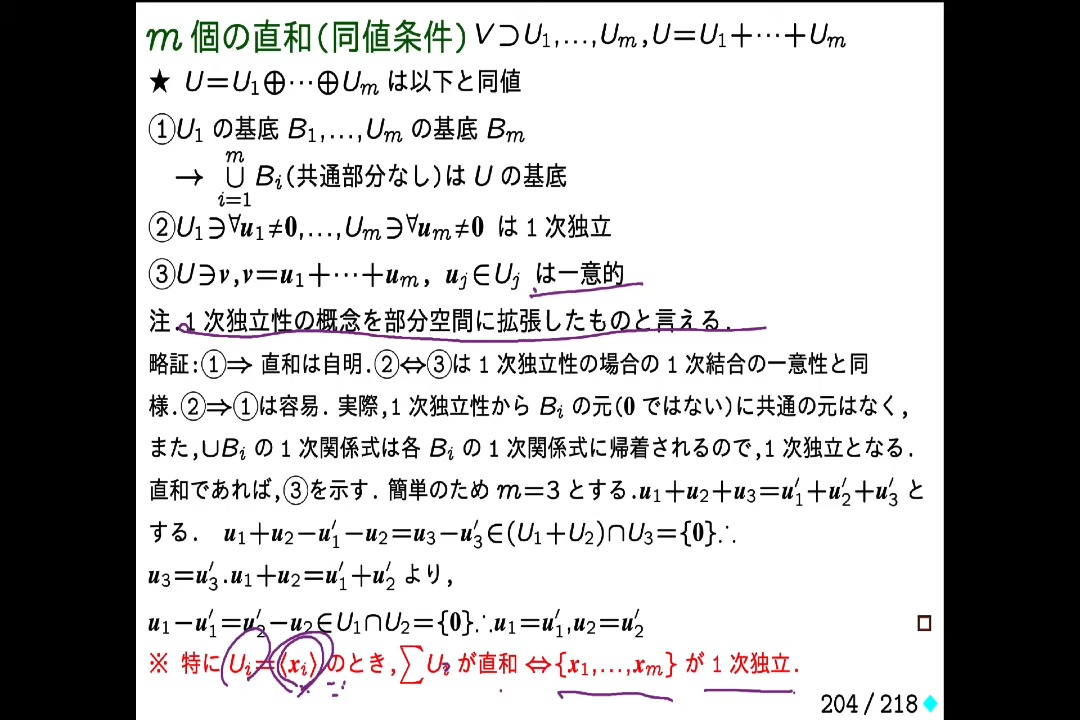 m 個の直和(同値条件) V⊃U₁,…,Uₘ,U=U₁+⋯+Uₘ
★ U=U₁⊕⋯⊕Uₘ は以下と同値
①U₁ の基底 B₁,…,Uₘ の基底 Bₘ
→ ∪_{i=1}^{m} Bᵢ(共通部分なし)は U の基底
②U₁∋∀u₁≠0,…,Uₘ∋∀uₘ≠0 は 1 次独立
③U∋v,v=u₁+⋯+uₘ, uⱼ∈Uⱼ は一意的
注.1 次独立性の概念を部分空間に拡張したものと言える.
略証:①⇒ 直和は自明.②⇔③は 1 次独立性の場合の 1 次結合の一意性と同
様.②⇒①は容易. 実際,1 次独立性から Bᵢ の元(0 ではない)に共通の元はなく,
また,∪Bᵢ の 1 次関係式は各 Bᵢ の 1 次関係式に帰着されるので,1 次独立となる.
直和であれば,③を示す. 簡単のため m=3 とする.u₁+u₂+u₃=u₁′+u₂′+u₃′ と
する. u₁+u₂−u₁′−u₂=u₃−u₃′∈(U₁+U₂)∩U₃={0}∴
u₃=u₃′.u₁+u₂=u₁′+u₂′ より,
u₁−u₁′=u₂′−u₂∈U₁∩U₂={0}∴u₁=u₁′,u₂=u₂′ □
※ 特に Uᵢ=⟨xᵢ⟩ のとき,∑Uᵢ が直和 ⇔{x₁,…,xₘ} が 1 次独立.
204 / 218